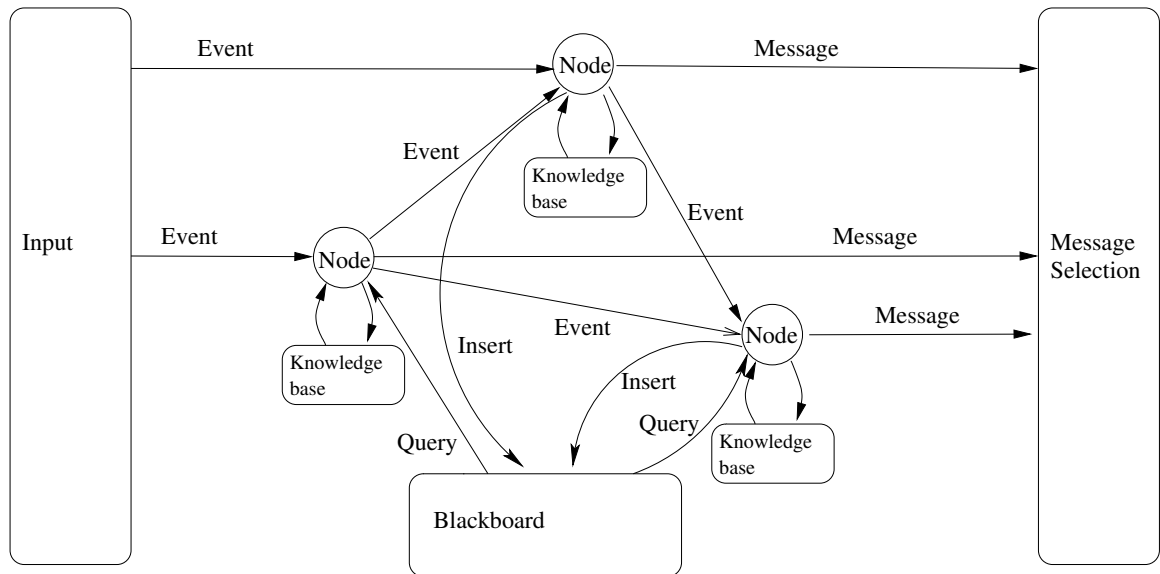 Event
Message
Node
Event
Knowledge
base
Event
Input
Event
Message
Message
Selection
Node
Message
Event
Node
Insert
Knowledge
base
Insert
Query
Query
Knowledge
base
Blackboard